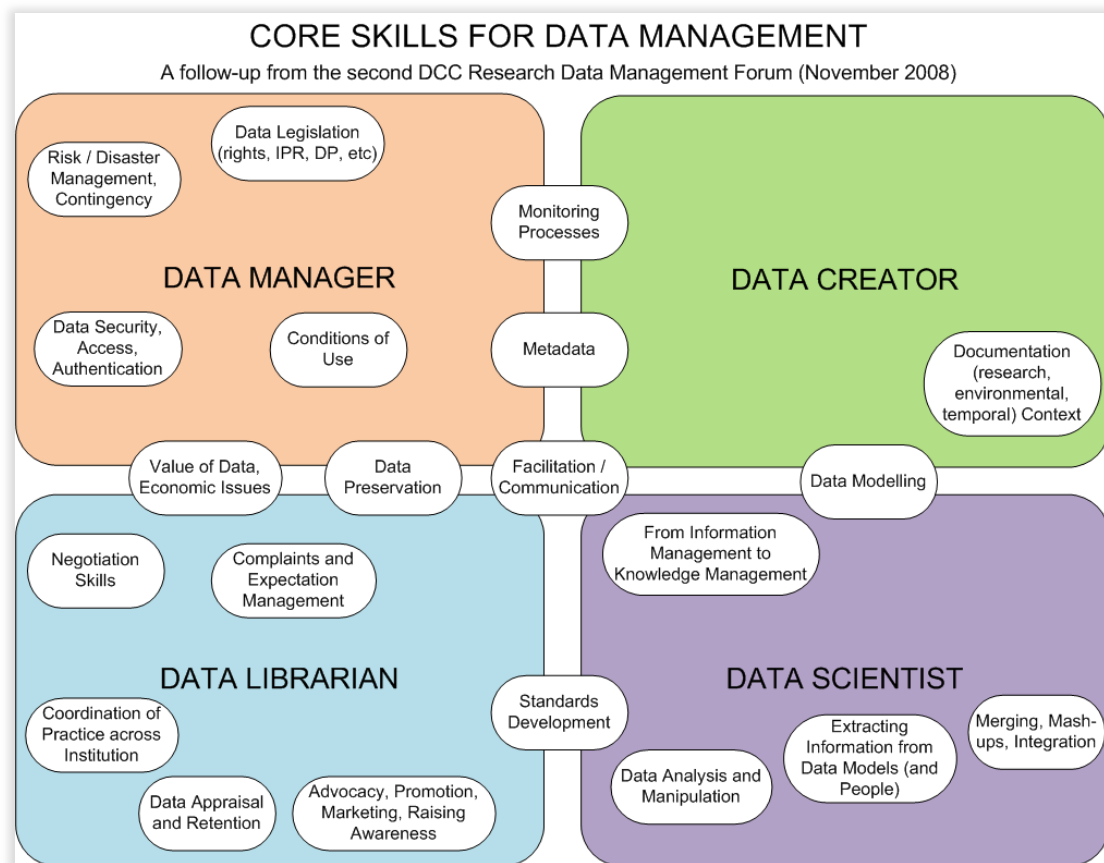 CORE SKILLS FOR DATA MANAGEMENT
A follow-up from the second DCC Research Data Management Forum (November 2008)
Data Legislation
(rights, IPR, DP, etc)
Risk / Disaster
Management,
Contingency
Monitoring
Processes
DATA MANAGER
DATA CREATOR
Data Security,
Access,
Authentication
Conditions of
Use
Metadata
Documentation
(research,
environmental,
temporal) Context
Value of Data,
Economic Issues
Data
Preservation
Facilitation /
Communication
Data Modelling
Negotiation
Skills
Complaints and
Expectation
Management
From Information
Management to
Knowledge Management
DATA LIBRARIAN
DATA SCIENTIST
Coordination of
Practice across
Institution
Standards
Development
Extracting
Information from
Data Models (and
People)
Merging, Mash-
ups, Integration
Data Analysis and
Manipulation
Data Appraisal
and Retention
Advocacy, Promotion,
Marketing, Raising
Awareness